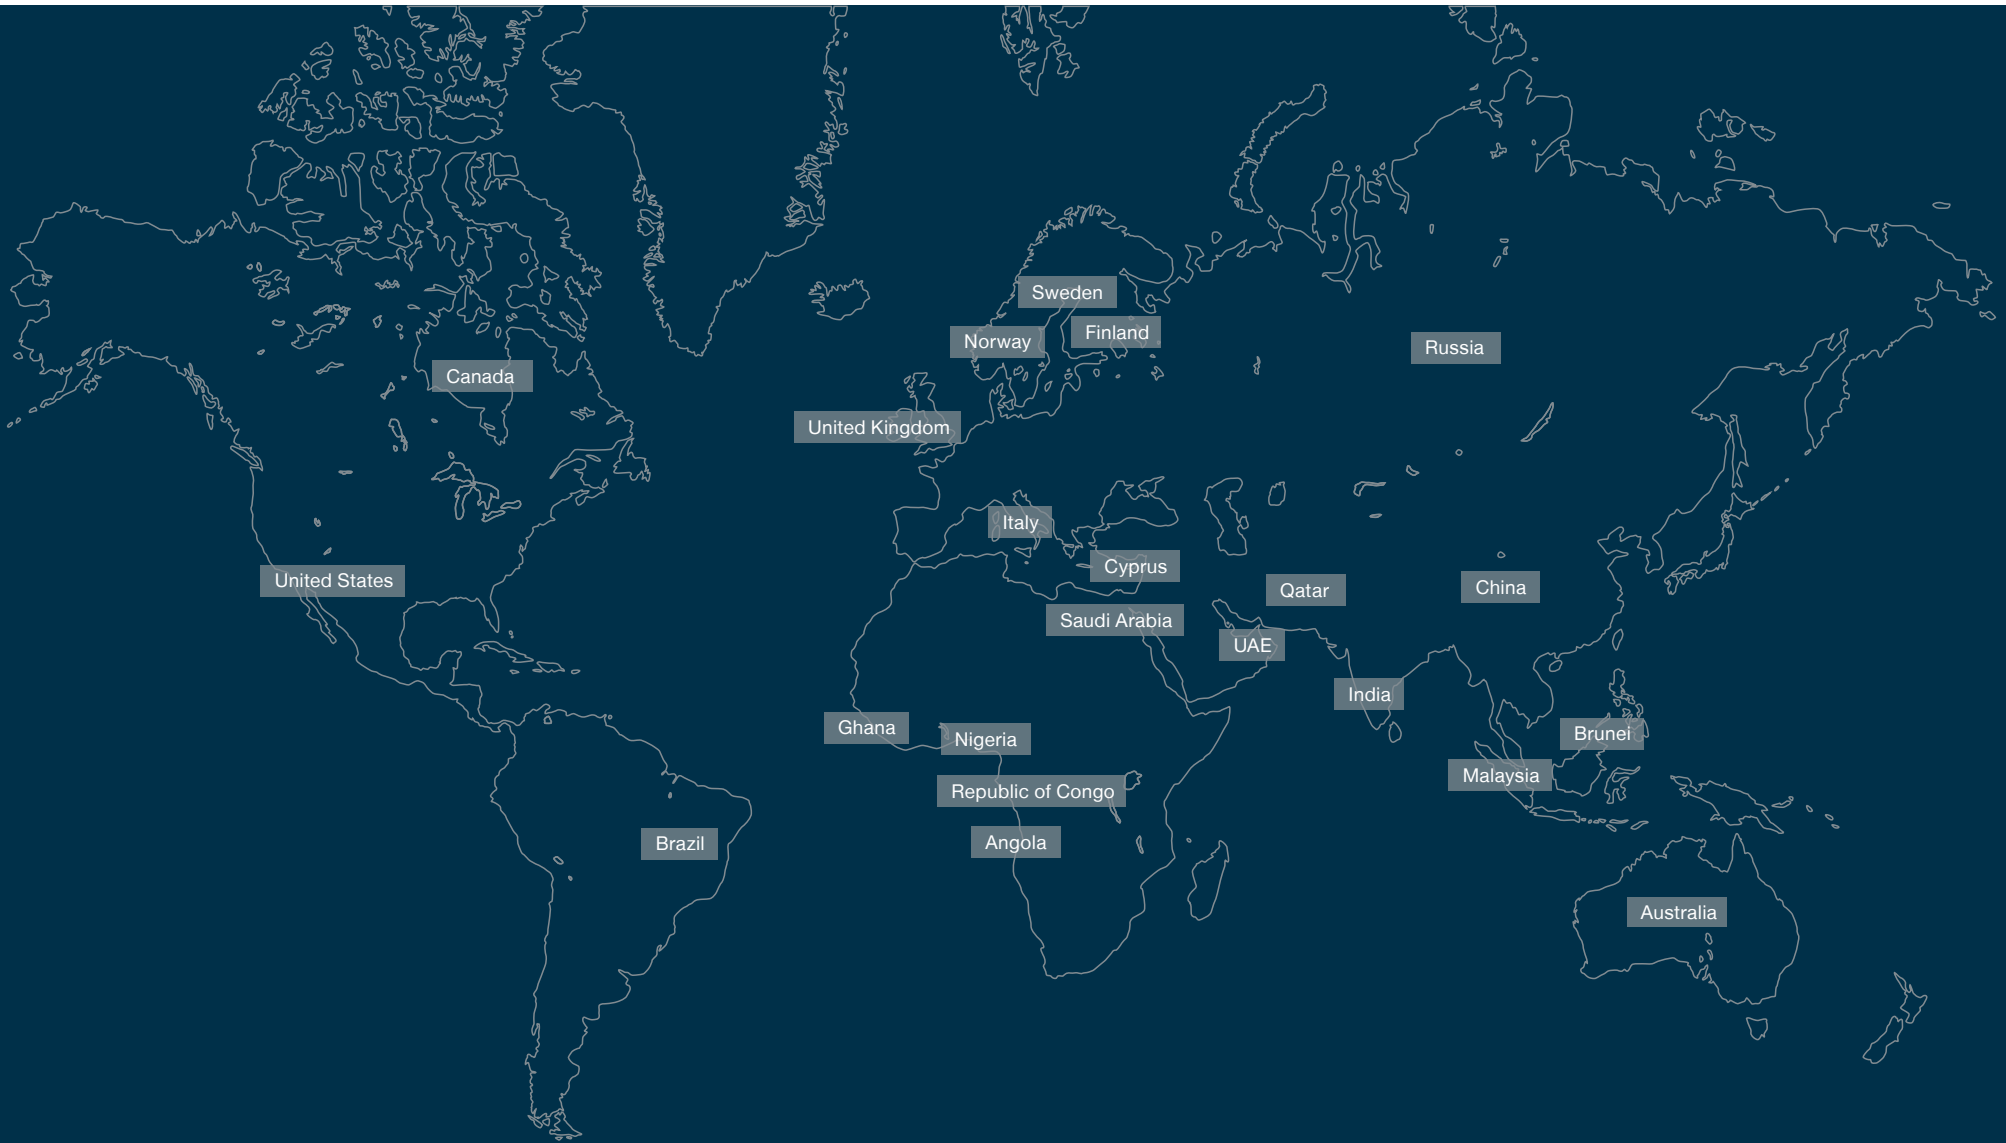 Sweden
Finland
Norway
Russia
Canada
United Kingdom
Italy
Cyprus
United States
Qatar
China
Saudi Arabia
UAE
India
Ghana
Nigeria
Brunei
Malaysia
Republic of Congo
Angola
Brazil
Australia